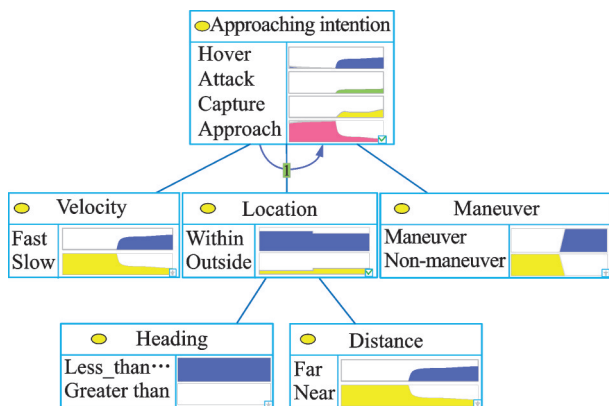 Approaching intention
Hover
Attack
Capture
Approach
1
Velocity
Fast
Slow
Location
Within
Outside
Maneuver
Maneuver
Non-maneuver
Heading
Less_than⋯
Greater than
Distance
Far
Near